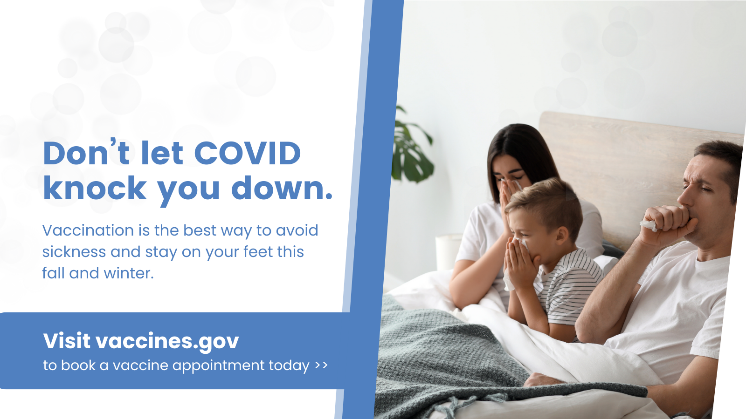 Don't let COVID
knock you down.
Vaccination is the best way to avoid
sickness and stay on your feet this
fall and winter.
Visit vaccines.gov
to book a vaccine appointment today >>